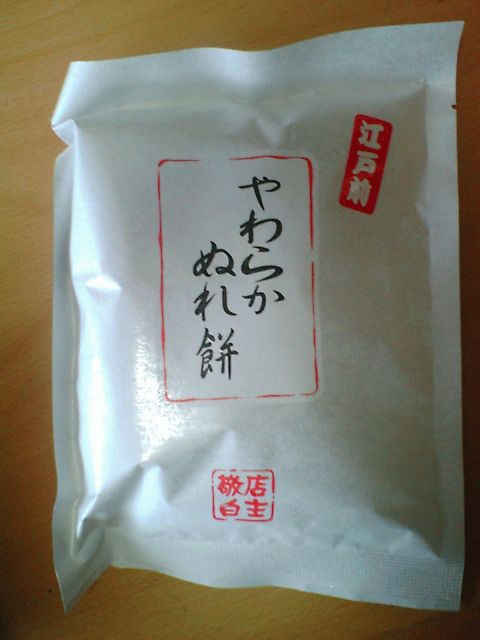 江戸前
やわらか
ぬれ餅
店主
敬白